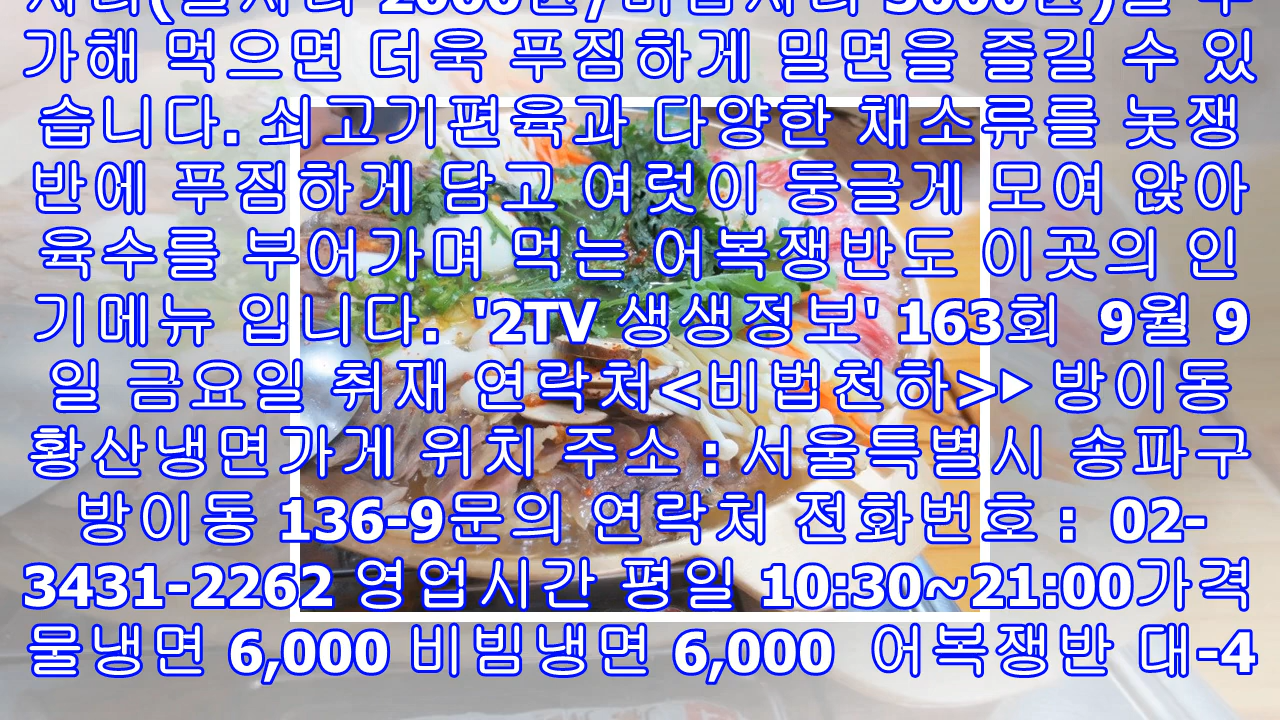 가해 먹으면 더욱 푸짐하게 밀면을 즐길 수 있
습니다. 쇠고기편육과 다양한 채소류를 놋쟁
반에 푸짐하게 담고 여럿이 둥글게 모여 앉아
육수를 부어가며 먹는 어복쟁반도 이곳의 인
기메뉴 입니다. '2TV 생생정보' 163회 9월 9
일 금요일 취재 연락처<비법천하>▶ 방이동
황산냉면가게 위치 주소 : 서울특별시 송파구
방이동 136-9문의 연락처 전화번호 : 02-
3431-2262 영업시간 평일 10:30~21:00가격
물냉면 6,000 비빔냉면 6,000 어복쟁반 대-4